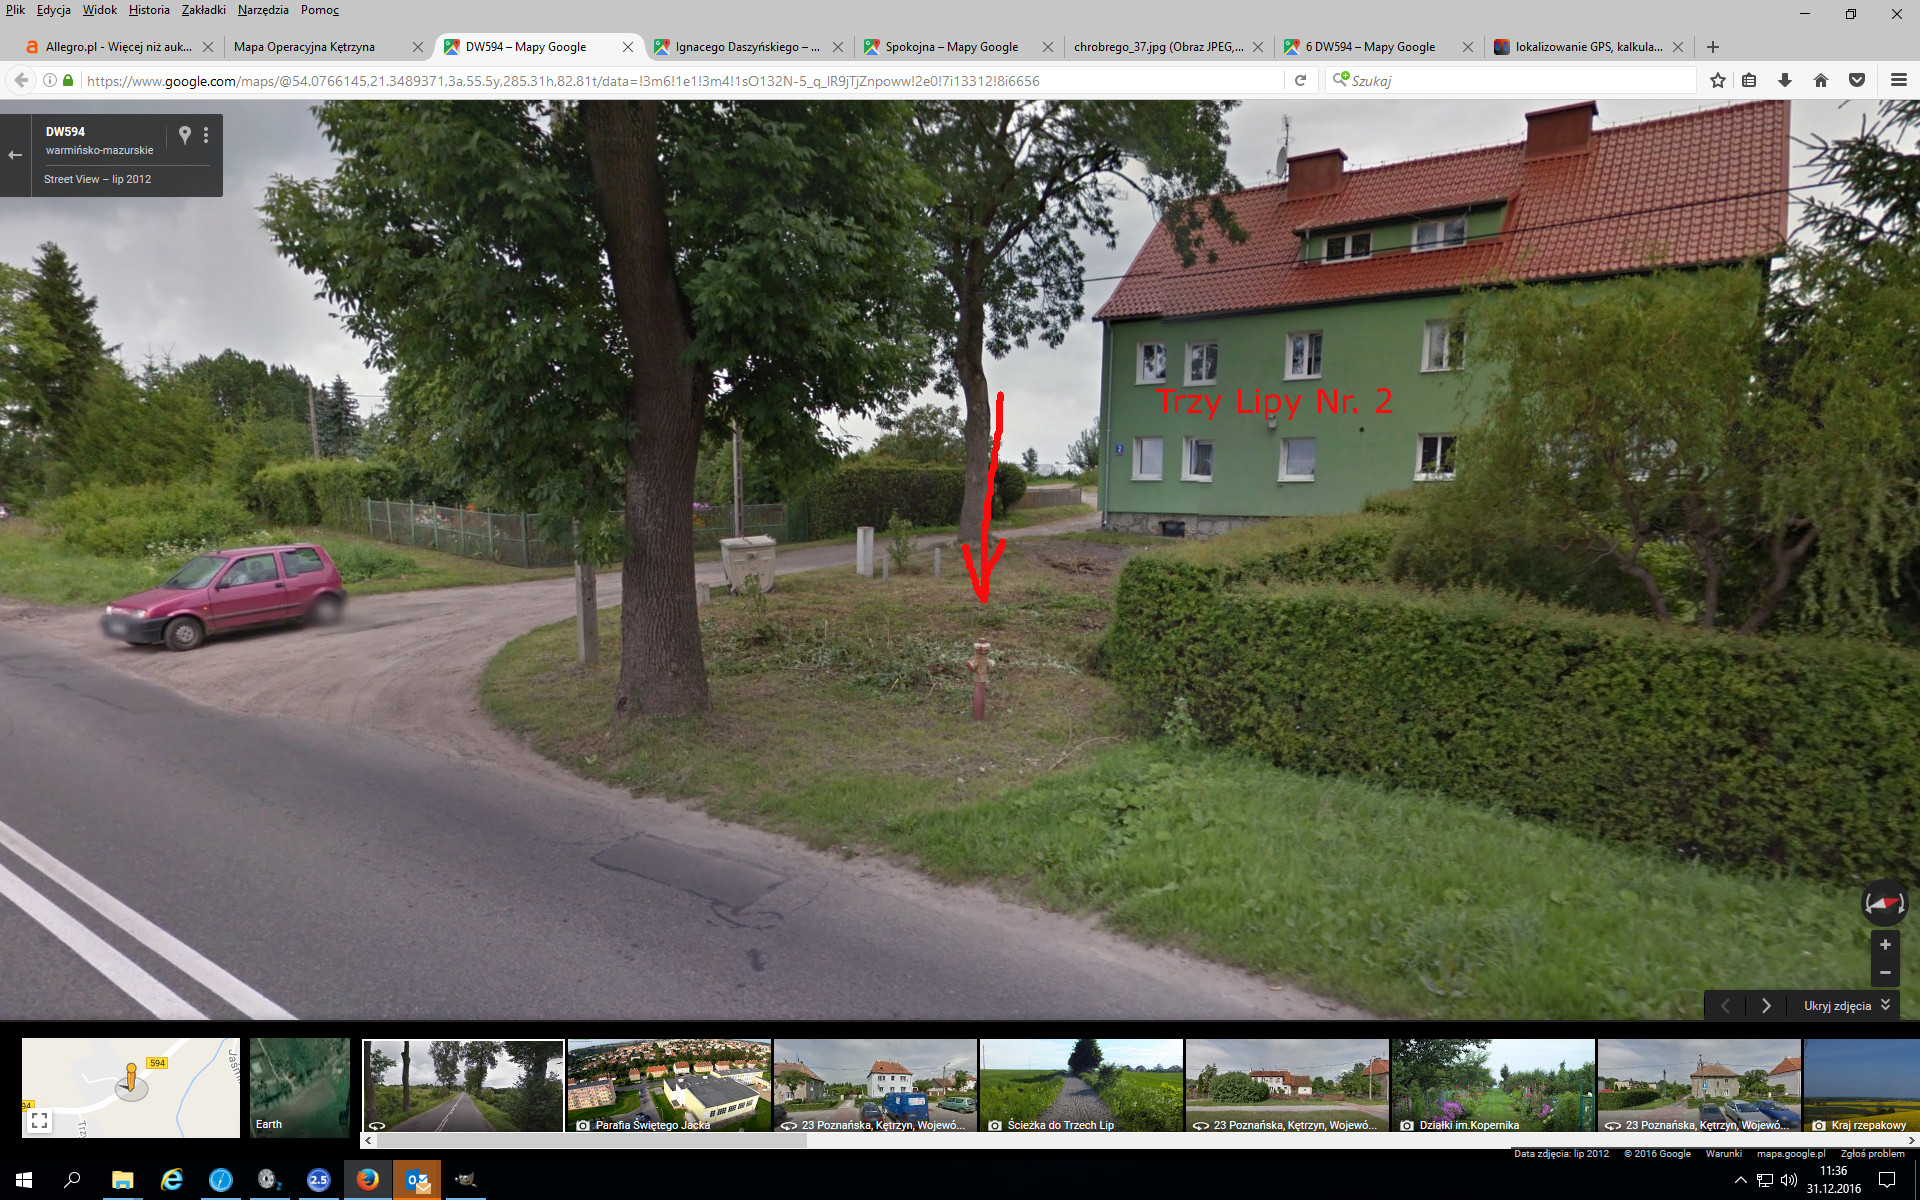 Plik Edycja Widok Historia Zakładki Narzędzia Pomoc
Allegro.pl - Więcej niż auk...
Mapa Operacyjna Kętrzyna
DW594 – Mapy Google
Ignacego Daszyńskiego – ...
Spokojna – Mapy Google
chrobrego_37.jpg (Obraz JPEG,...
6 DW594 – Mapy Google
lokalizowanie GPS, kalkula...
https://www.google.com/maps/@54.0766145,21.3489371,3a,55.5y,285.31h,82.81t/data=!3m6!1e1!3m4!1sO132N-5_q_lR9jTjZnpoww!2e0!7i13312!8i6656
Szukaj
DW594
warmińsko-mazurskie
Street View – lip 2012
Trzy Lipy Nr. 2
2
Ukryj zdjęcia
594
94
Earth
Parafia Świętego Jacka
23 Poznańska, Kętrzyn, Wojewó...
Ścieżka do Trzech Lip
23 Poznańska, Kętrzyn, Wojewó...
Działki im.Kopernika
23 Poznańska, Kętrzyn, Wojewó...
Kraj rzepakowy
Data zdjęcia: lip 2012 © 2016 Google Warunki maps.google.pl Zgłoś problem
2.5
11:36
31.12.2016